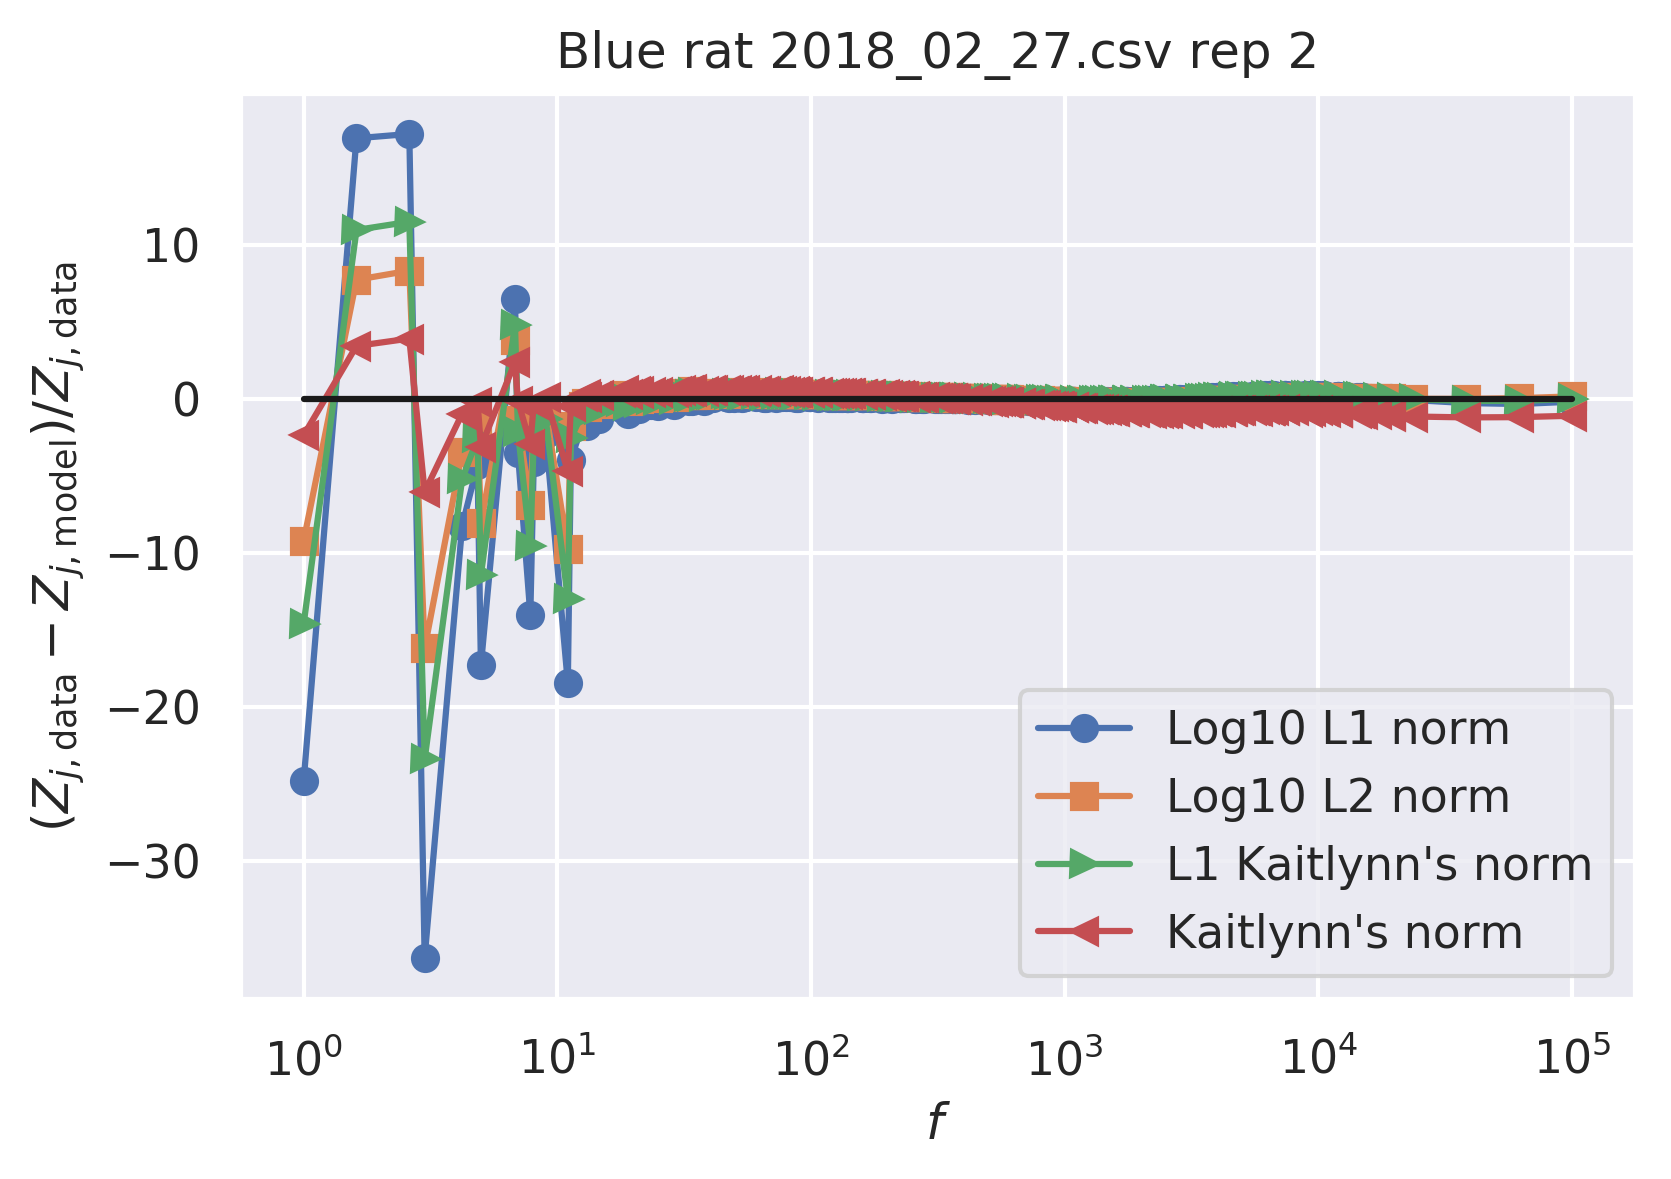 Blue rat 2018_02_27.csv rep 2
(Z_{j, data} − Z_{j, model})/Z_{j, data}
10
0
−10
−20
−30
Log10 L1 norm
Log10 L2 norm
L1 Kaitlynn's norm
Kaitlynn's norm
10^0 10^1 10^2 10^3 10^4 10^5
f